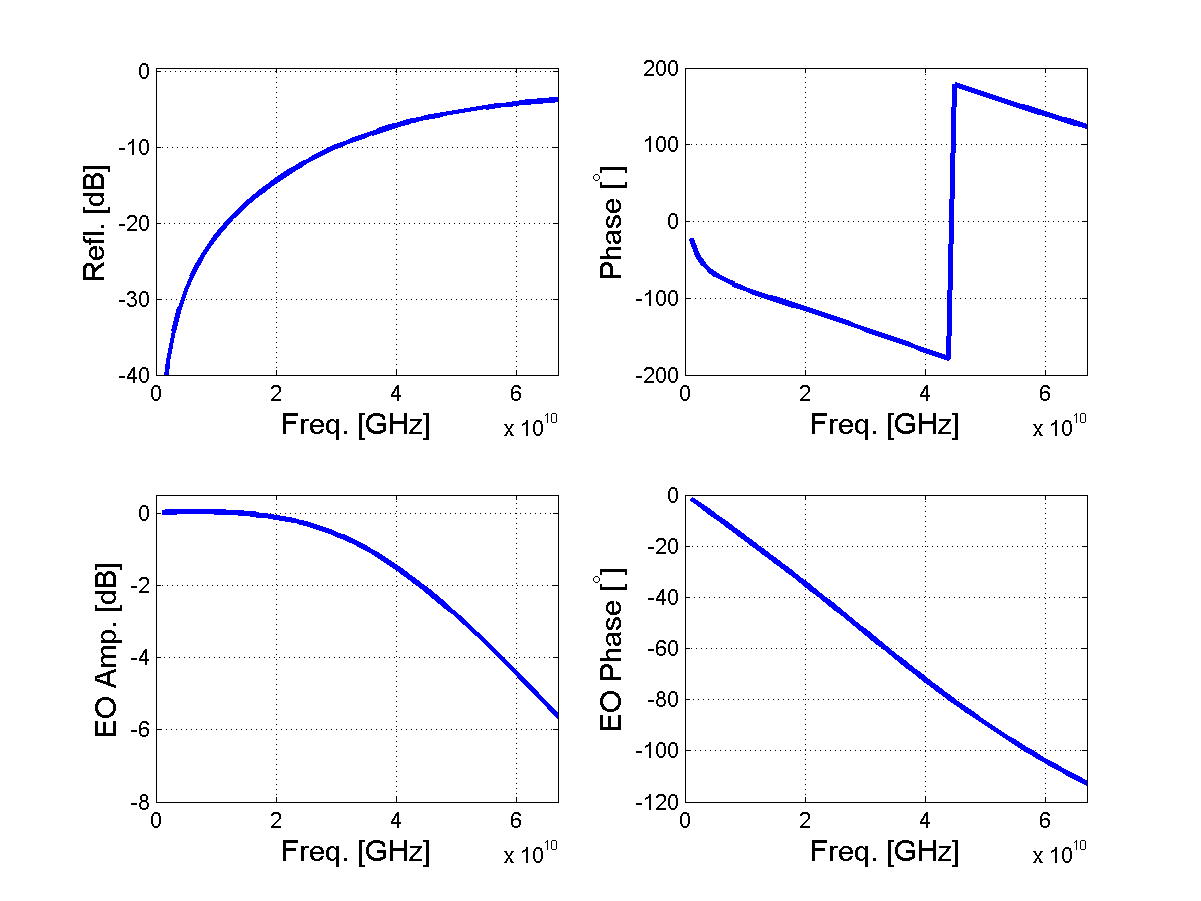 0
-10
-20
-30
-40
Refl. [dB]
0 2 4 6
Freq. [GHz]
x 10^10
200
100
0
-100
-200
Phase [°]
0 2 4 6
Freq. [GHz]
x 10^10
0
-2
-4
-6
-8
EO Amp. [dB]
0 2 4 6
Freq. [GHz]
x 10^10
0
-20
-40
-60
-80
-100
-120
EO Phase [°]
0 2 4 6
Freq. [GHz]
x 10^10